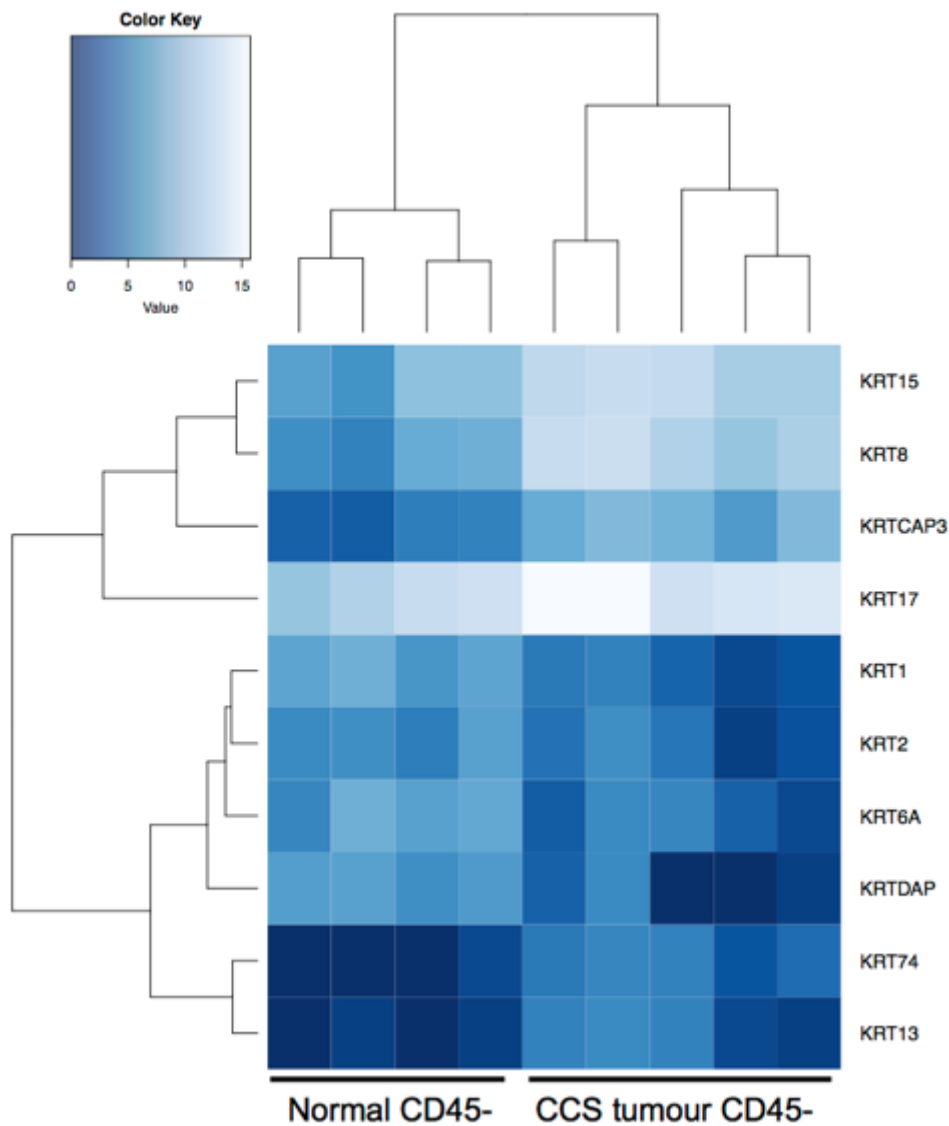 Color Key
0 5 10 15
Value
KRT15
KRT8
KRTCAP3
KRT17
KRT1
KRT2
KRT6A
KRTDAP
KRT74
KRT13
Normal CD45- CCS tumour CD45-